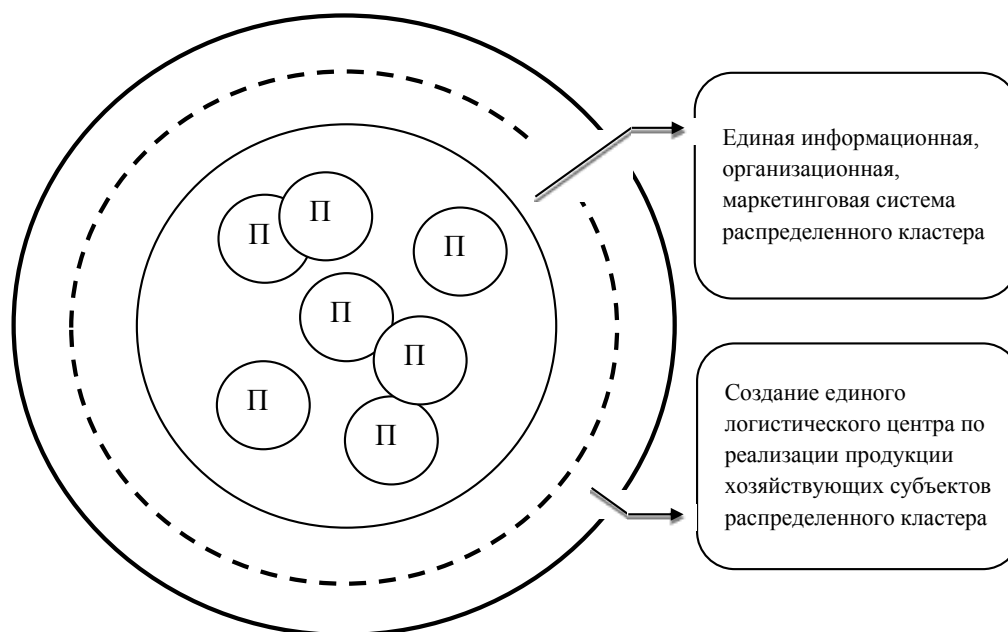 П
П
П
П
П
П
П
Единая информационная,
организационная,
маркетинговая система
распределенного кластера
Создание единого
логистического центра по
реализации продукции
хозяйствующих субъектов
распределенного кластера